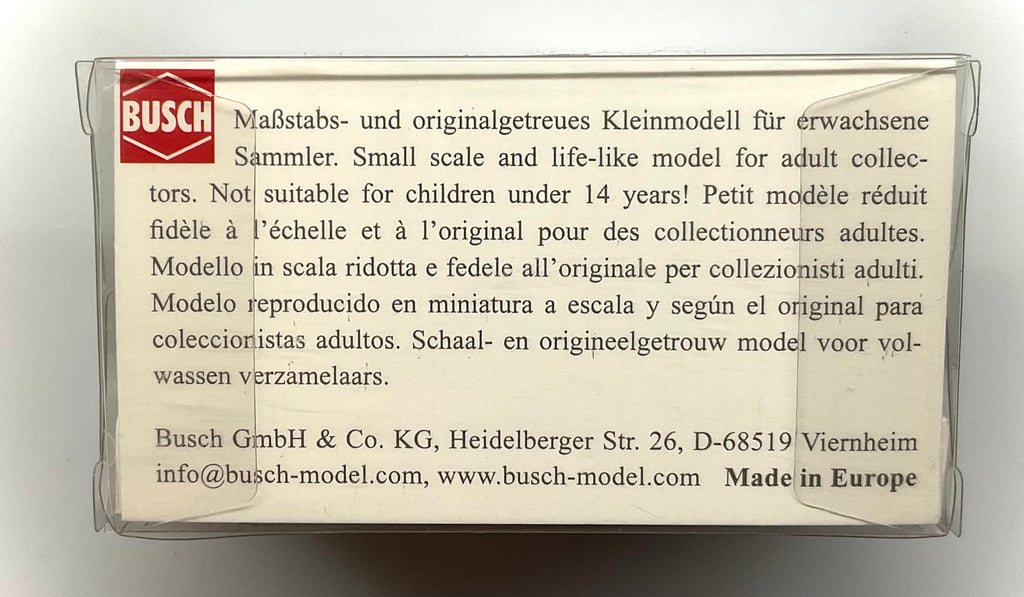 BUSCH
Maßstabs- und originalgetreues Kleinmodell für erwachsene
Sammler. Small scale and life-like model for adult collec-
tors. Not suitable for children under 14 years! Petit modèle réduit
fidèle à l’échelle et à l’original pour des collectionneurs adultes.
Modello in scala ridotta e fedele all’originale per collezionisti adulti.
Modelo reproducido en miniatura a escala y según el original para
coleccionistas adultos. Schaal- en origineelgetrouw model voor vol-
wassen verzamelaars.
Busch GmbH & Co. KG, Heidelberger Str. 26, D-68519 Viernheim
info@busch-model.com, www.busch-model.com Made in Europe